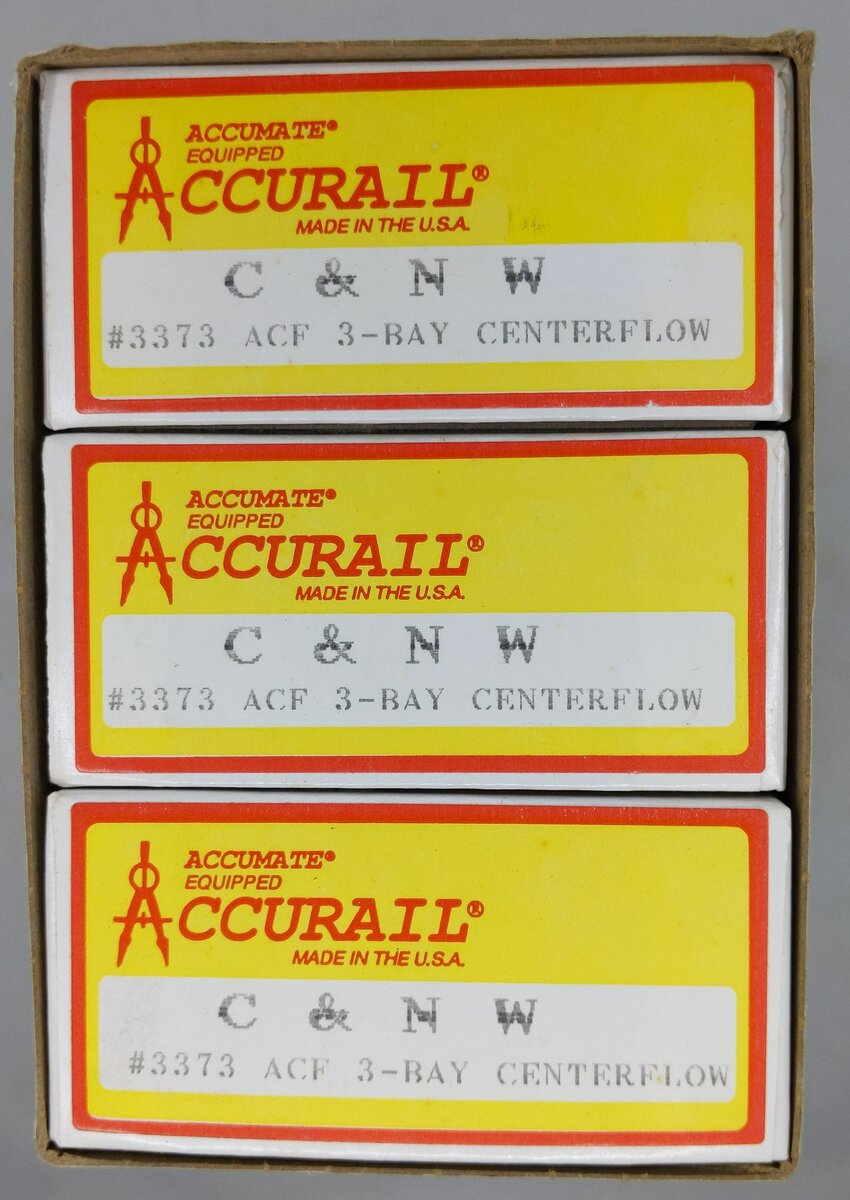 ACCUMATE®
EQUIPPED
ACCURAIL®
MADE IN THE U.S.A.
C & N W
#3373 ACF 3-BAY CENTERFLOW
ACCUMATE®
EQUIPPED
ACCURAIL®
MADE IN THE U.S.A.
C & N W
#3373 ACF 3-BAY CENTERFLOW
ACCUMATE®
EQUIPPED
ACCURAIL®
MADE IN THE U.S.A.
C & N W
#3373 ACF 3-BAY CENTERFLOW